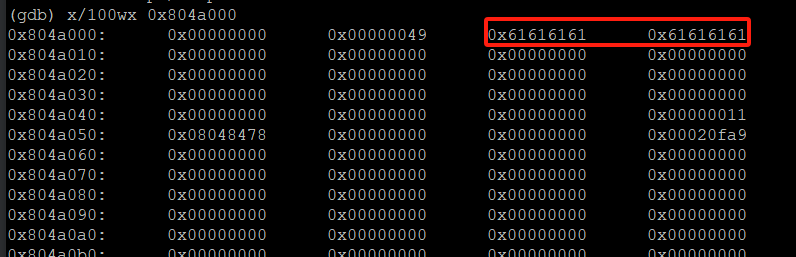 (gdb) x/100wx 0x804a000
0x804a000: 0x00000000 0x00000049 0x61616161 0x61616161
0x804a010: 0x00000000 0x00000000 0x00000000 0x00000000
0x804a020: 0x00000000 0x00000000 0x00000000 0x00000000
0x804a030: 0x00000000 0x00000000 0x00000000 0x00000000
0x804a040: 0x00000000 0x00000000 0x00000000 0x00000011
0x804a050: 0x08048478 0x00000000 0x00000000 0x00020fa9
0x804a060: 0x00000000 0x00000000 0x00000000 0x00000000
0x804a070: 0x00000000 0x00000000 0x00000000 0x00000000
0x804a080: 0x00000000 0x00000000 0x00000000 0x00000000
0x804a090: 0x00000000 0x00000000 0x00000000 0x00000000
0x804a0a0: 0x00000000 0x00000000 0x00000000 0x00000000
0x804a0b0: 0x00000000 0x00000000 0x00000000 0x00000000